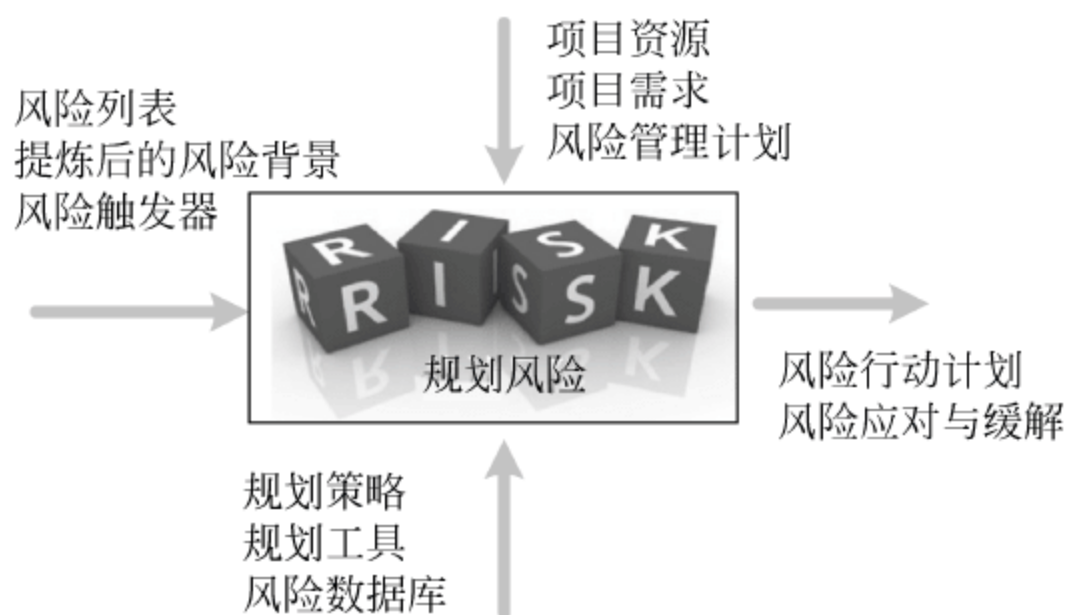 项目资源
项目需求
风险管理计划
风险列表
提炼后的风险背景
风险触发器
R I S K
R R I I S S K
规划风险
风险行动计划
风险应对与缓解
规划策略
规划工具
风险数据库